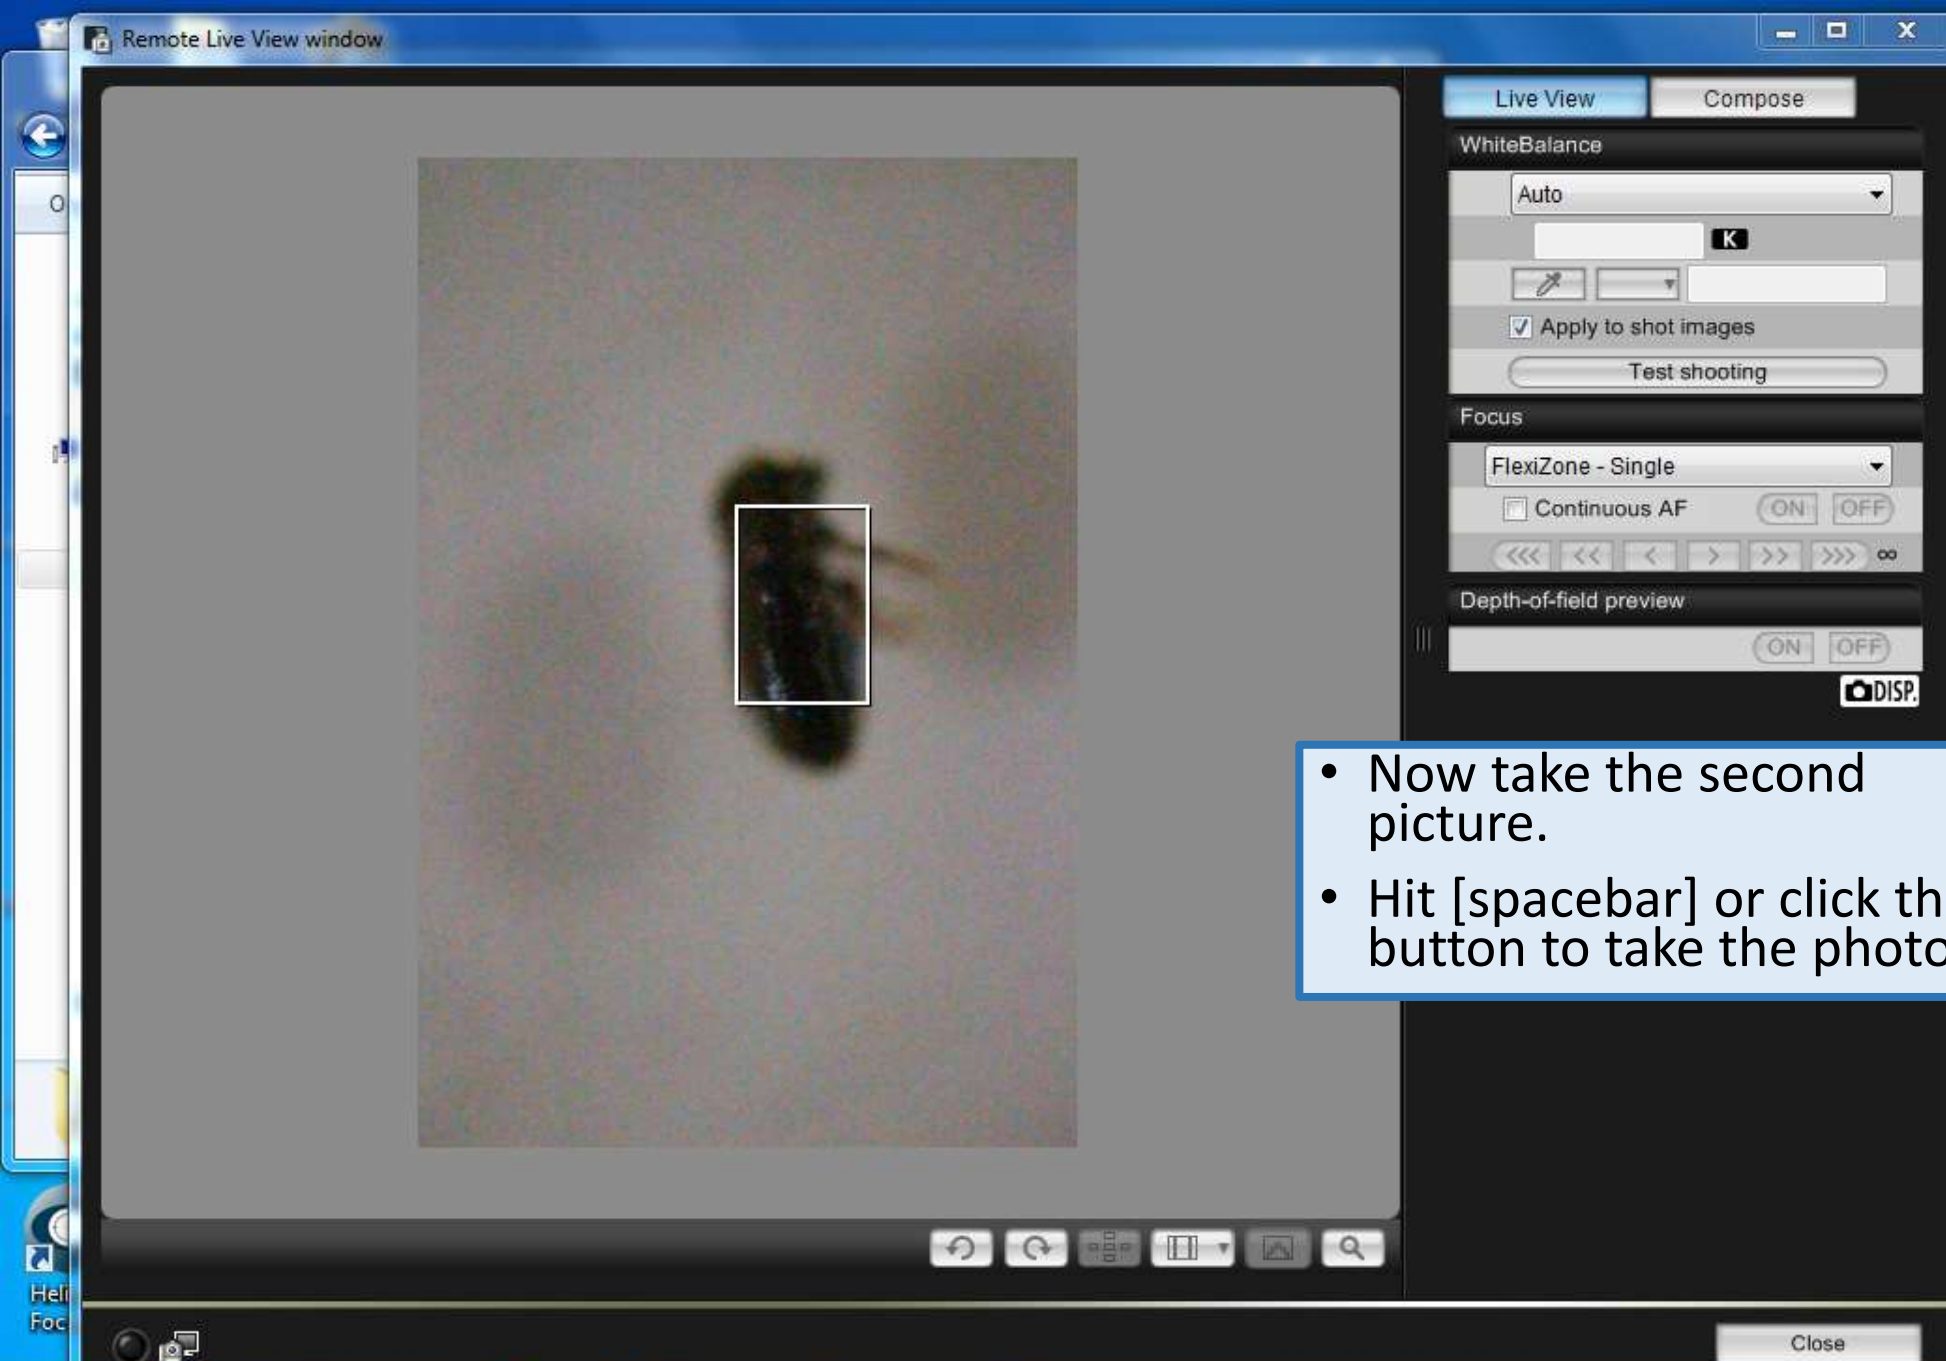 Remote Live View window
Live View
Compose
WhiteBalance
O
Auto
K
Apply to shot images
Test shooting
Focus
FlexiZone - Single
Continuous AF
ON
OFF
<<<
<<
<
>
>>
>>>
∞
Depth-of-field preview
ON
OFF
DISP.
• Now take the second
picture.
• Hit [spacebar] or click th
button to take the photo
Heli
Foc
Close